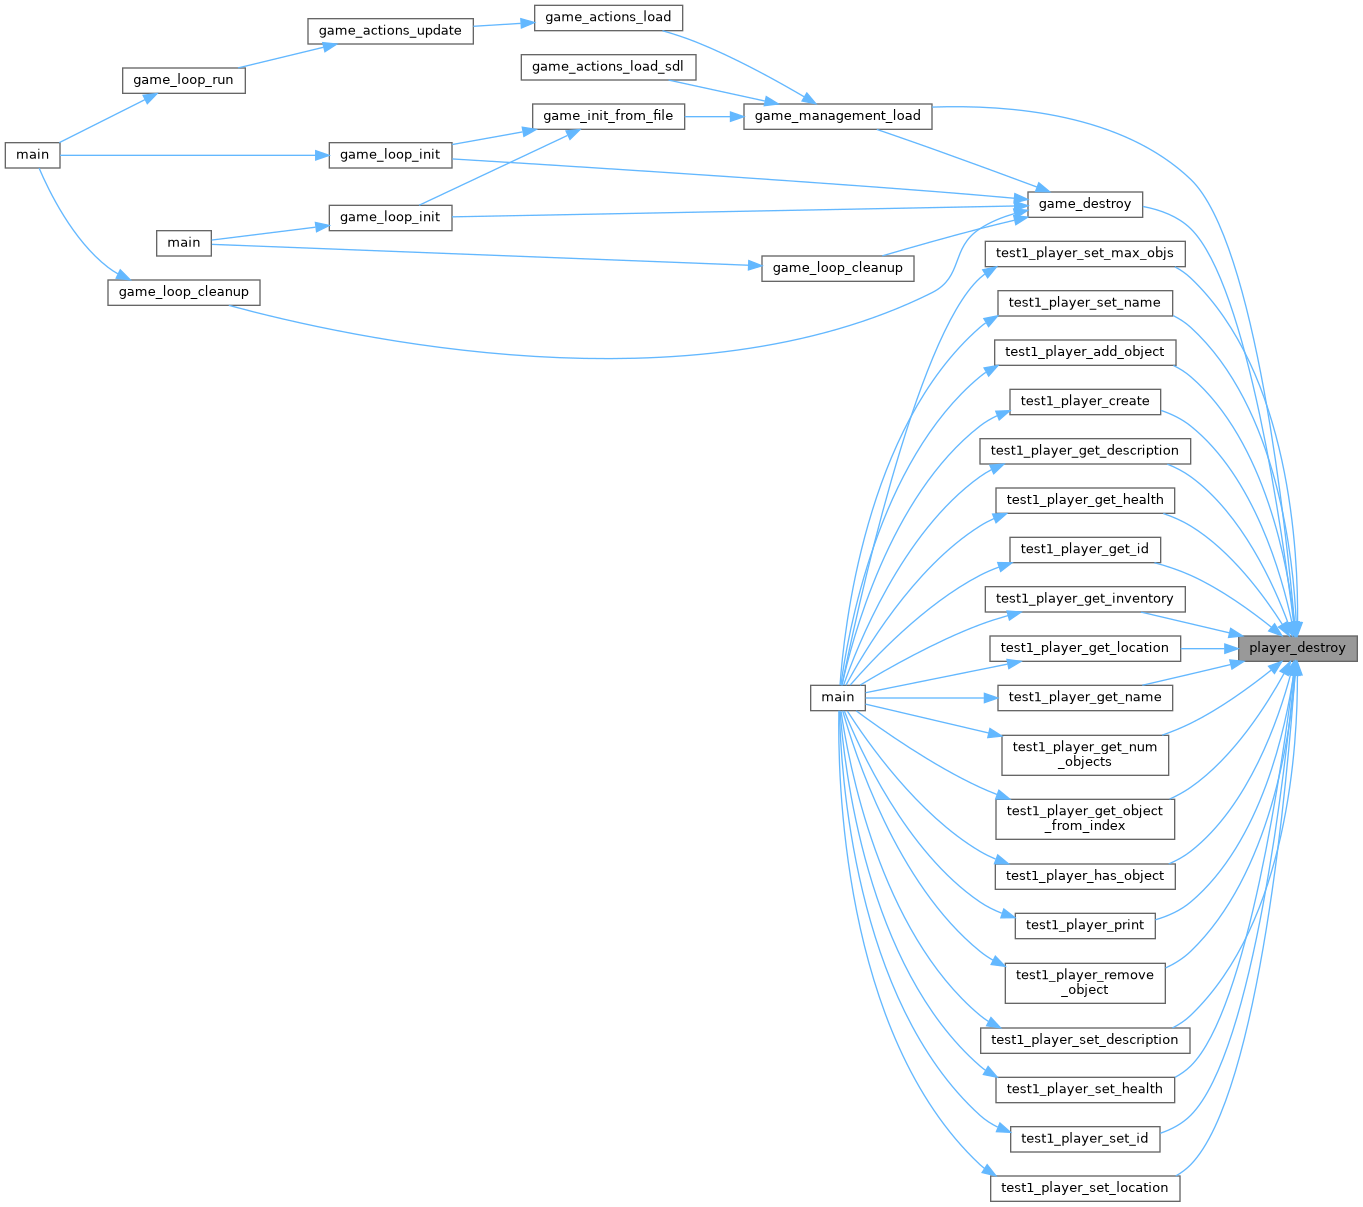 game_actions_load
game_actions_update
game_actions_load_sdl
game_loop_run
game_init_from_file
game_management_load
main
game_loop_init
game_destroy
game_loop_init
main
test1_player_set_max_objs
game_loop_cleanup
game_loop_cleanup
test1_player_set_name
test1_player_add_object
test1_player_create
test1_player_get_description
test1_player_get_health
test1_player_get_id
test1_player_get_inventory
test1_player_get_location
player_destroy
main
test1_player_get_name
test1_player_get_num
_objects
test1_player_get_object
_from_index
test1_player_has_object
test1_player_print
test1_player_remove
_object
test1_player_set_description
test1_player_set_health
test1_player_set_id
test1_player_set_location